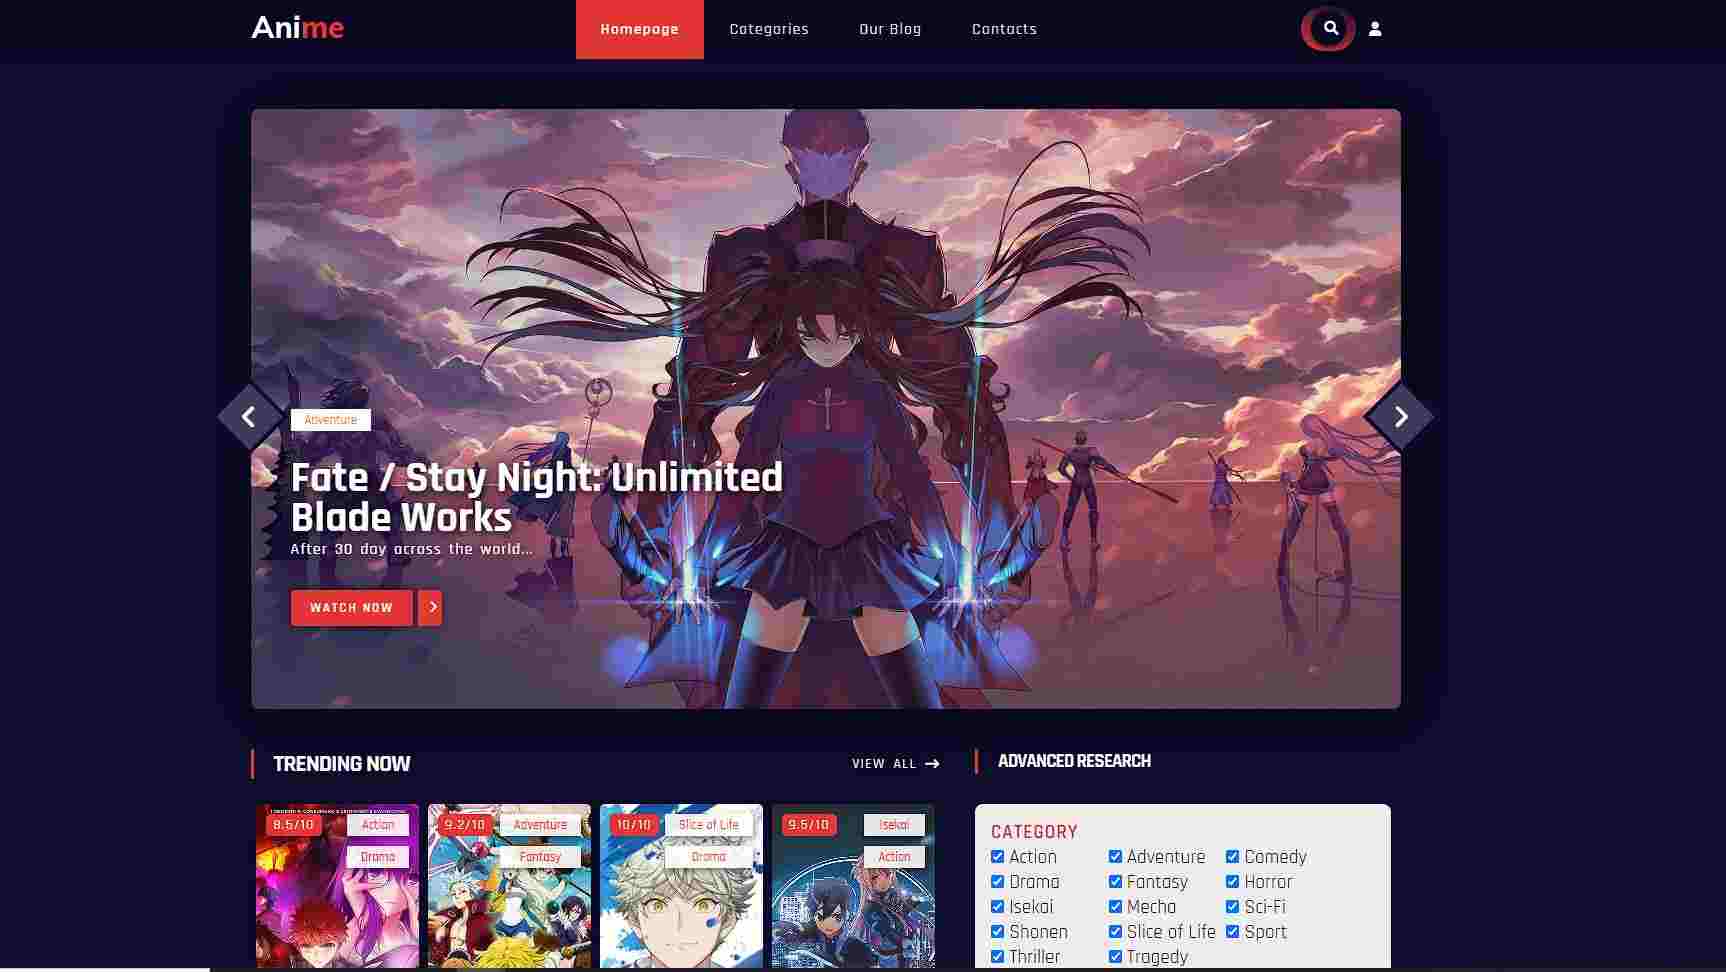 Anime
Homepage
Categories
Our Blog
Contacts
Adventure
Fate / Stay Night: Unlimited
Blade Works
After 30 day across the world...
WATCH NOW
TRENDING NOW
VIEW ALL
8.5/10
Action
Drama
9.2/10
Adventure
Fantasy
10/10
Slice of Life
Drama
9.5/10
Isekai
Action
ADVANCED RESEARCH
CATEGORY
Action Adventure Comedy
Drama Fantasy Horror
Isekai Mecha Sci-Fi
Shonen Slice of Life Sport
Thriller Tragedy